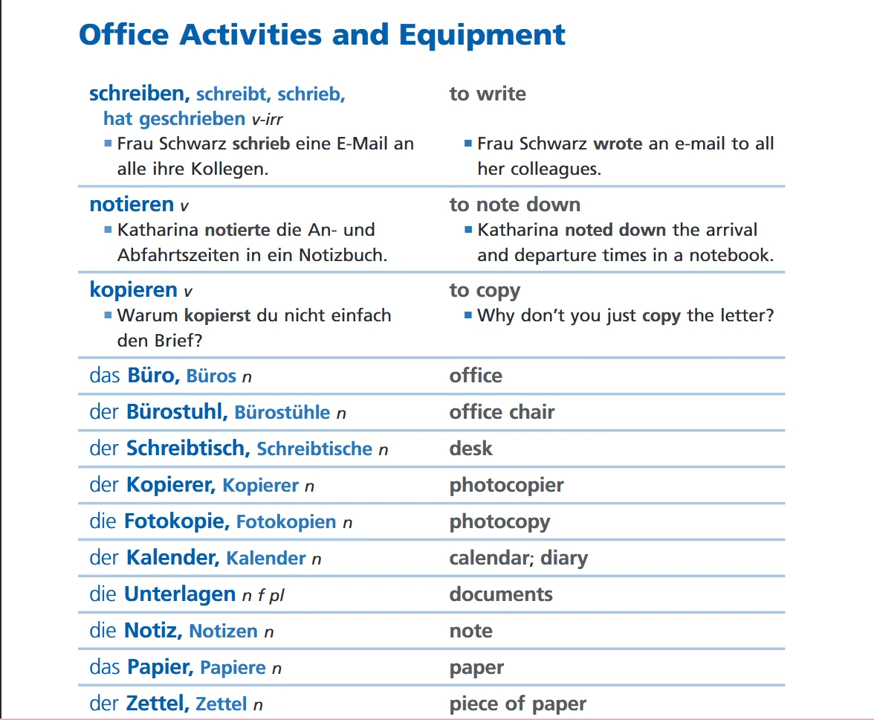 Office Activities and Equipment
schreiben, schreibt, schrieb, to write
hat geschrieben v-irr
▪ Frau Schwarz schrieb eine E-Mail an ▪ Frau Schwarz wrote an e-mail to all
alle ihre Kollegen. her colleagues.
notieren v to note down
▪ Katharina notierte die An- und ▪ Katharina noted down the arrival
Abfahrtszeiten in ein Notizbuch. and departure times in a notebook.
kopieren v to copy
▪ Warum kopierst du nicht einfach ▪ Why don't you just copy the letter?
den Brief?
das Büro, Büros n office
der Bürostuhl, Bürostühle n office chair
der Schreibtisch, Schreibtische n desk
der Kopierer, Kopierer n photocopier
die Fotokopie, Fotokopien n photocopy
der Kalender, Kalender n calendar; diary
die Unterlagen n f pl documents
die Notiz, Notizen n note
das Papier, Papiere n paper
der Zettel, Zettel n piece of paper